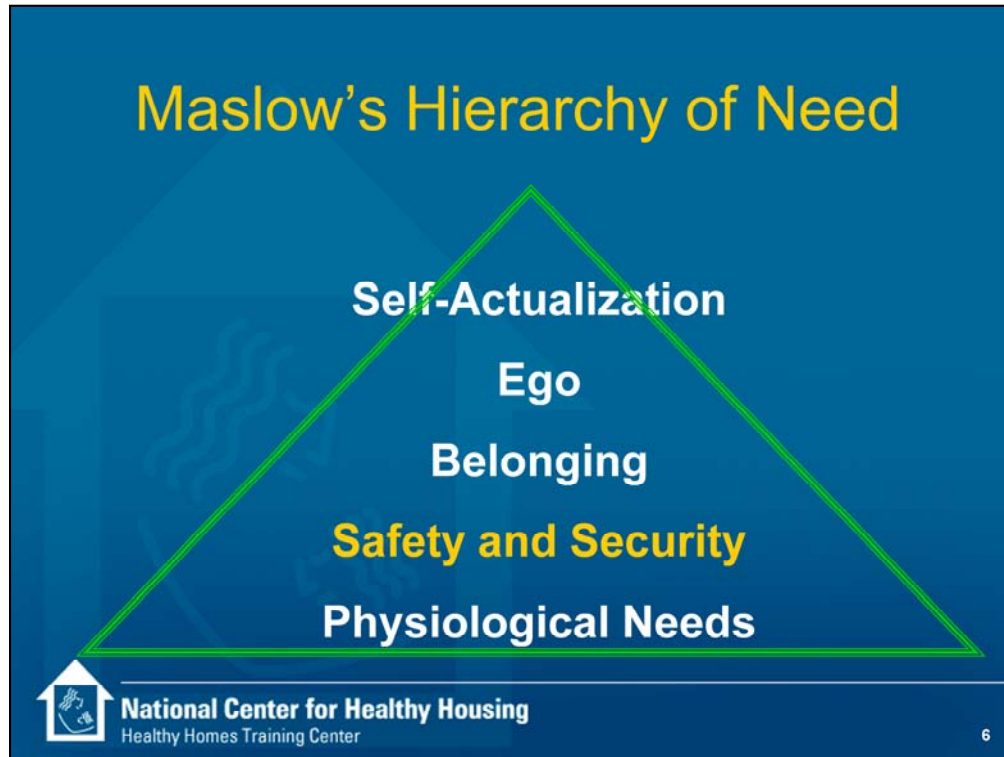 Maslow’s Hierarchy of Need
Self-Actualization
Ego
Belonging
Safety and Security
Physiological Needs
National Center for Healthy Housing
Healthy Homes Training Center
6